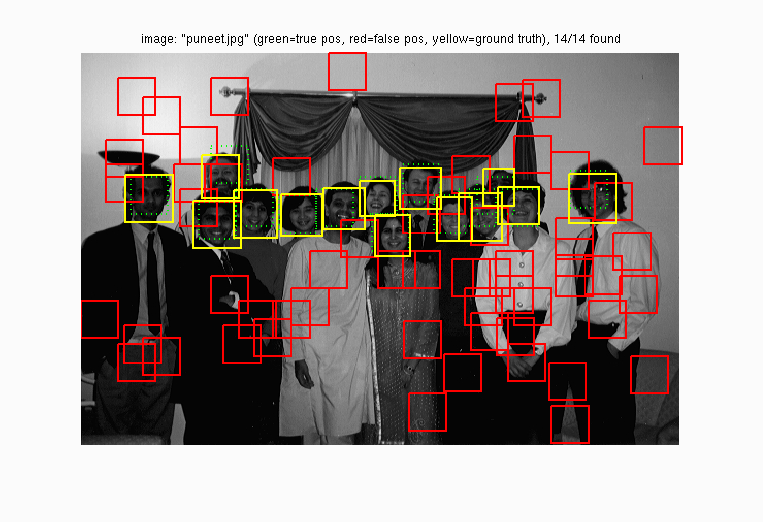 image: "puneet.jpg" (green=true pos, red=false pos, yellow=ground truth), 14/14 found